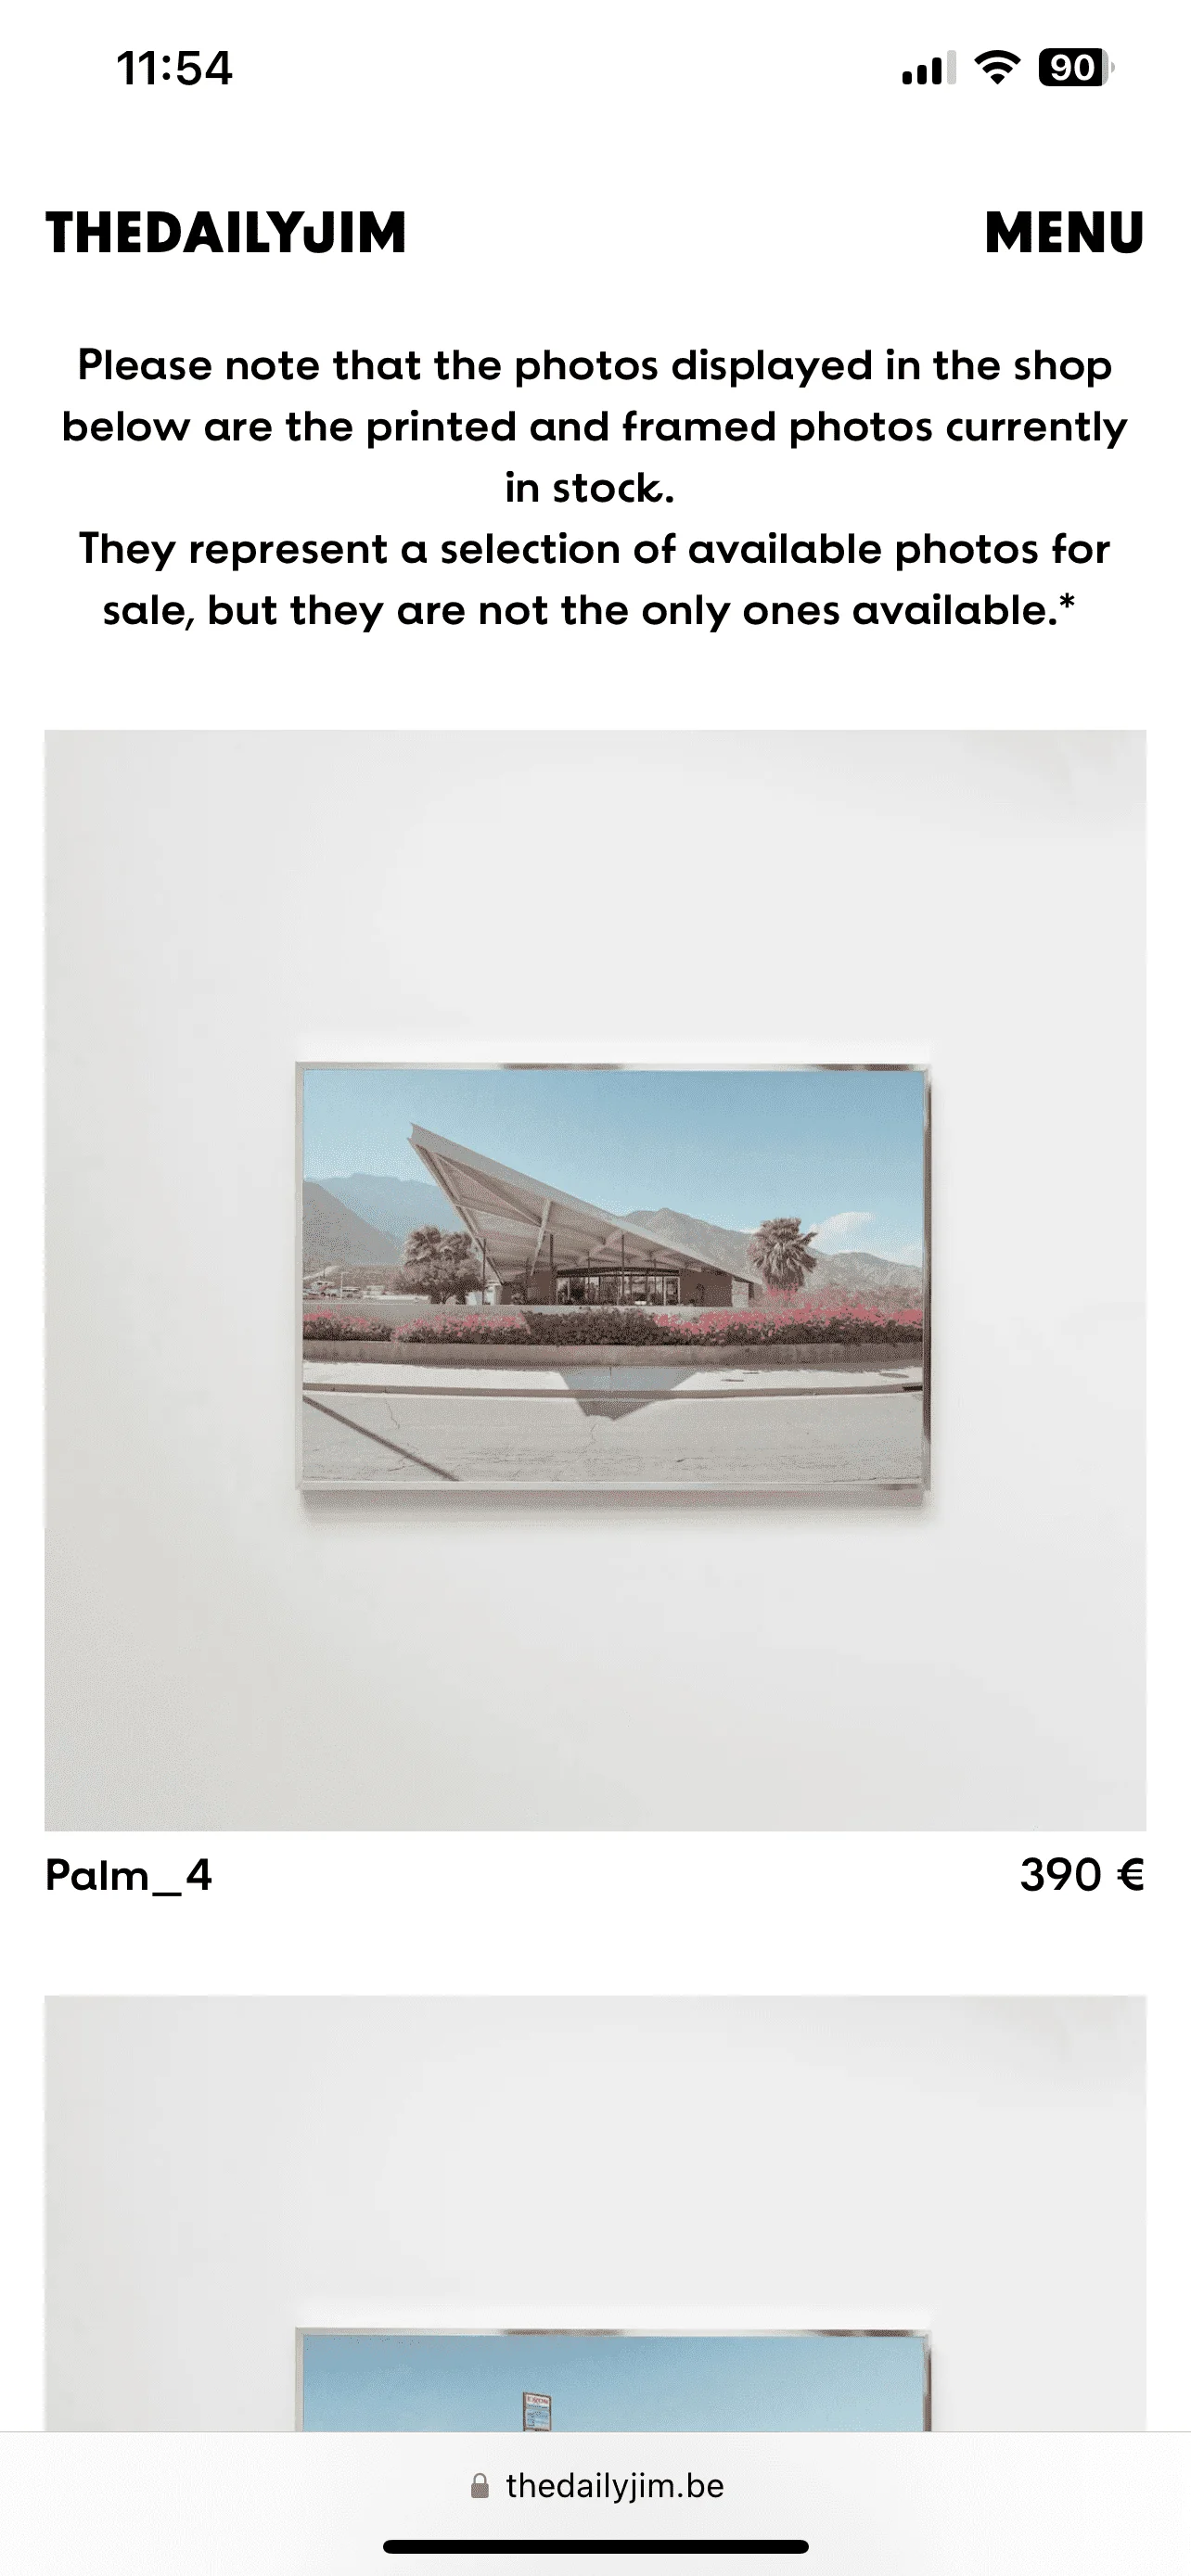 11:54
90
THEDAILYJIM
MENU
Please note that the photos displayed in the shop
below are the printed and framed photos currently
in stock.
They represent a selection of available photos for
sale, but they are not the only ones available.*
Palm_4
390 €
thedailyjim.be